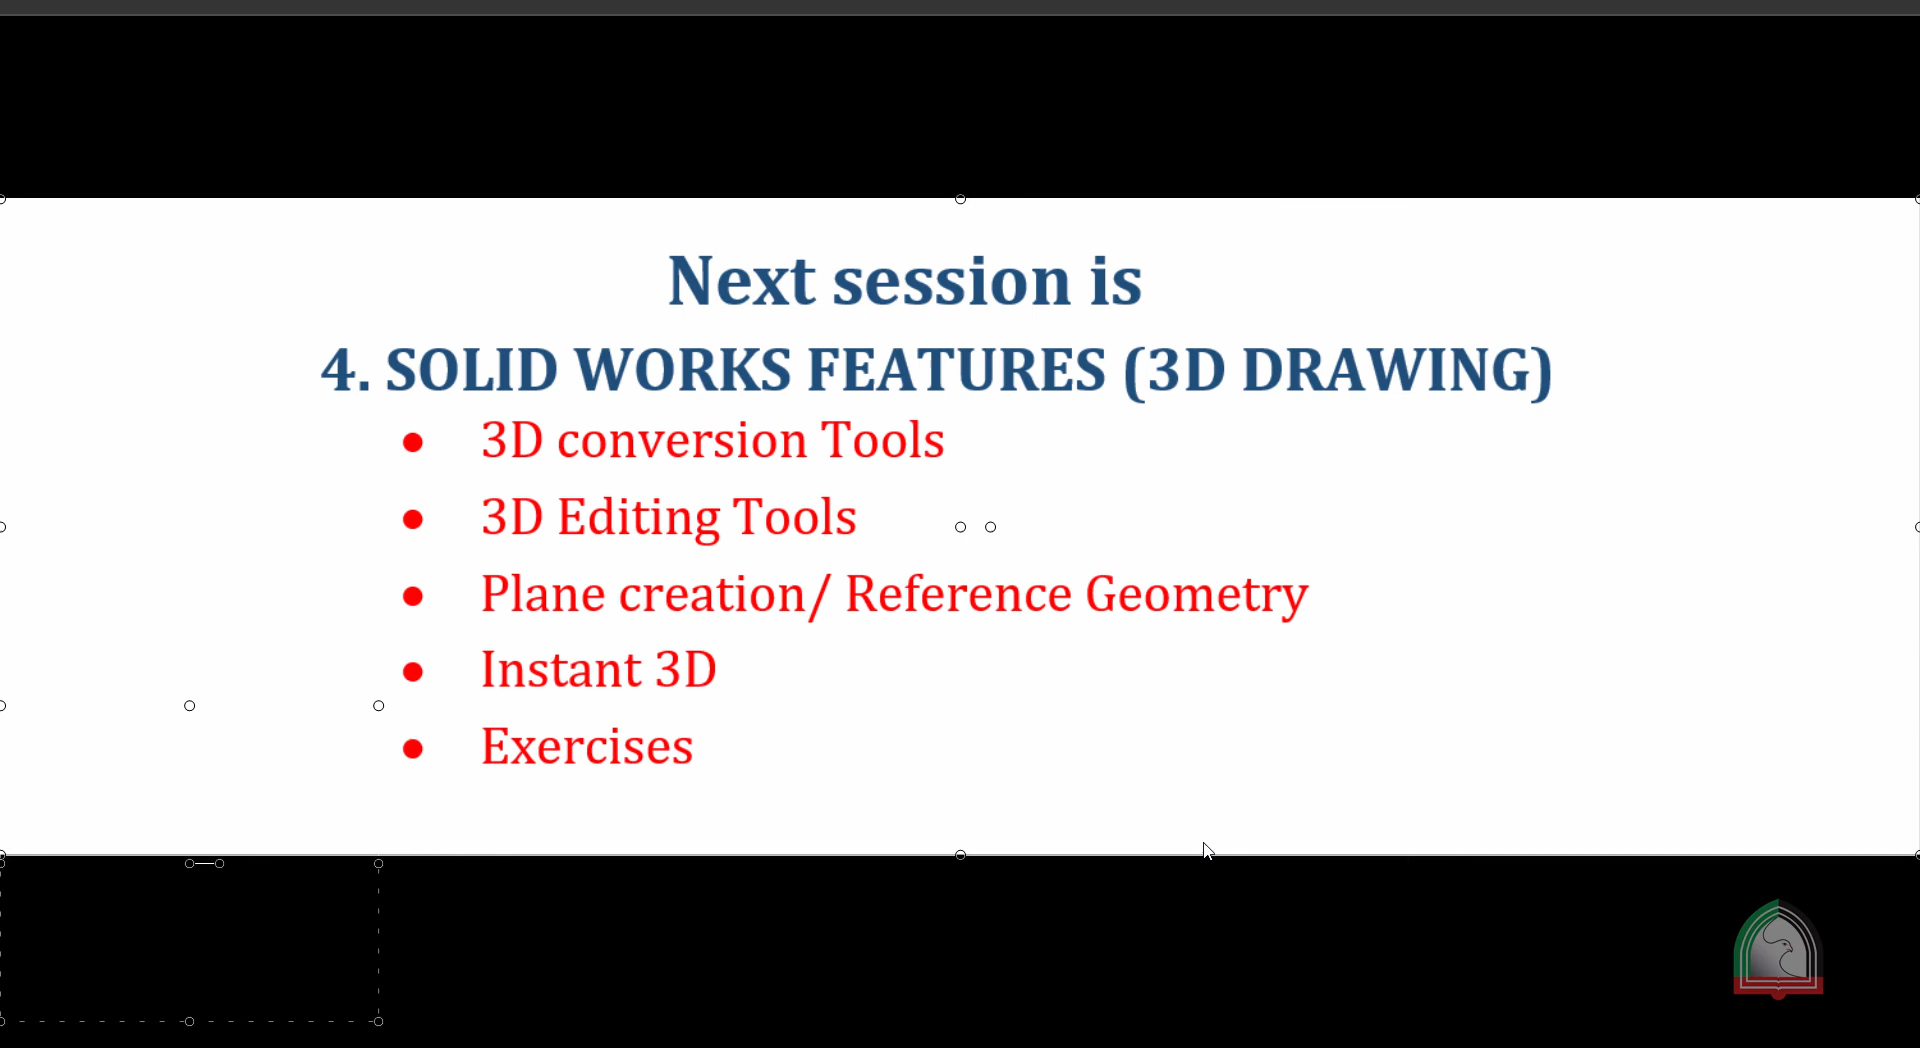 Next session is
4. SOLID WORKS FEATURES (3D DRAWING)
● 3D conversion Tools
● 3D Editing Tools
● Plane creation/ Reference Geometry
● Instant 3D
● Exercises